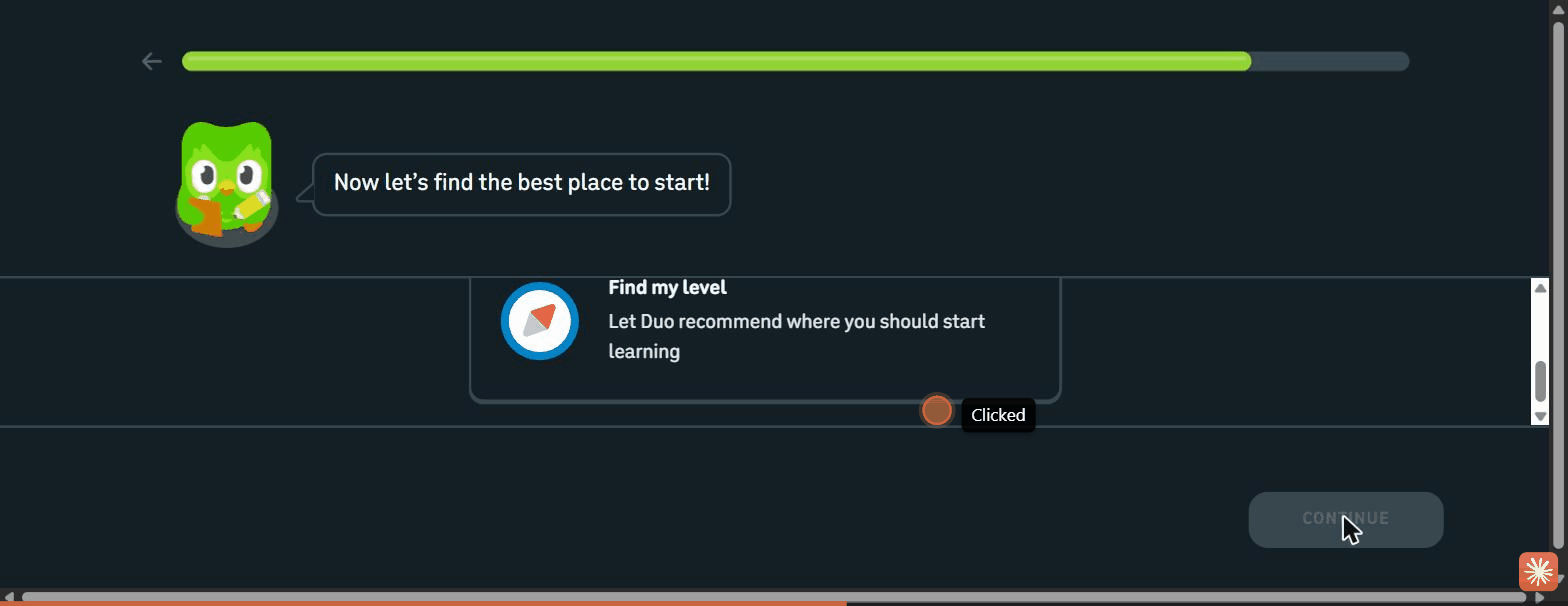 Now let’s find the best place to start!
Find my level
Let Duo recommend where you should start
learning
Clicked
CONTINUE